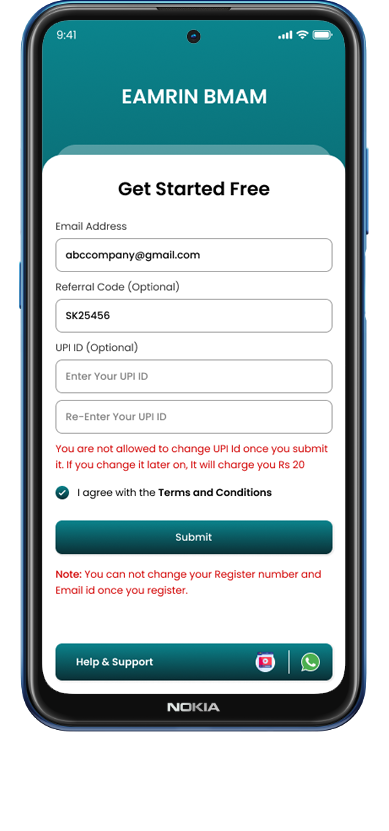 9:41
EAMRIN BMAM
Get Started Free
Email Address
abccompany@gmail.com
Referral Code (Optional)
SK25456
UPI ID (Optional)
Enter Your UPI ID
Re-Enter Your UPI ID
You are not allowed to change UPI Id once you submit
it. If you change it later on, It will charge you Rs 20
I agree with the Terms and Conditions
Submit
Note: You can not change your Register number and
Email id once you register.
Help & Support
NOKIA